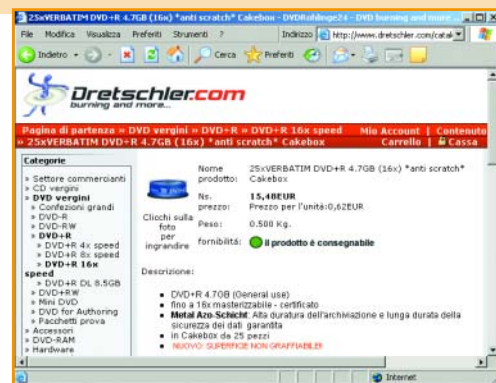 25xVERBATIM DVD+R 4.7GB (16x) *anti scratch* Cakebox - DVDRohlinge24 - DVD burning and more...
File Modifica Visualizza Preferiti Strumenti ? Indirizzo http://www.dretschler.com/catal
Indietro Cerca Preferiti
Dretschler.com
burning and more...
Pagina di partenza » DVD vergini » DVD+R » DVD+R 16x speed Mio Account | Contenuto
» 25xVERBATIM DVD+R 4.7GB (16x) *anti scratch* Cakebox Carrello | Cassa
Categorie
» Settore commercianti
» CD vergini
» DVD vergini
» Confezioni grandi
» DVD-R
» DVD-RW
» DVD+R
» DVD+R 4x speed
» DVD+R 8x speed
» DVD+R 16x
speed
» DVD+R DL 8.5GB
» DVD+RW
» Mini DVD
» DVD for Authoring
» Pacchetti prova
» Accessori
» DVD-RAM
» Hardware
Clicchi sulla
foto
per
ingrandire
Nome
prodotto:
25xVERBATIM DVD+R 4.7GB (16x) *anti scratch*
Cakebox
Ns.
prezzo:
15,48EUR
Prezzo per l'unità:0,62EUR
Peso: 0.500 Kg.
fornibilità: il prodotto é consegnabile
Descrizione:
DVD+R 4.7GB (General use)
fino a 16x masterizzabile - certificato
Metal Azo-Schicht: Alta duratura dell'archiviazione e lunga durata della
sicurezza dei dati garantita
in Cakebox da 25 pezzi
NUOVO: SUPERFICE NON GRAFFIABILE!!
Internet